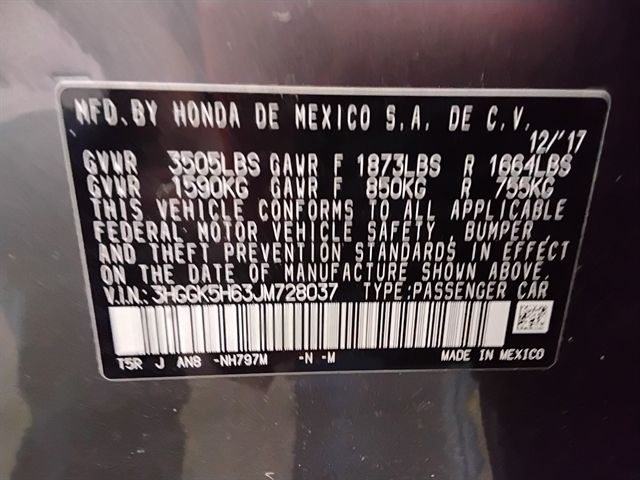 MFD. BY HONDA DE MEXICO S.A. DE C.V.
12/'17
GVWR 3505LBS GAWR F 1873LBS R 1664LBS
GVWR 1590KG GAWR F 850KG R 755KG
THIS VEHICLE CONFORMS TO ALL APPLICABLE
FEDERAL MOTOR VEHICLE SAFETY, BUMPER,
AND THEFT PREVENTION STANDARDS IN EFFECT
ON THE DATE OF MANUFACTURE SHOWN ABOVE.
V.I.N.: 3HGGK5H63JM728037 TYPE:PASSENGER CAR
T5R J AN8 -NH797M -N -M MADE IN MEXICO